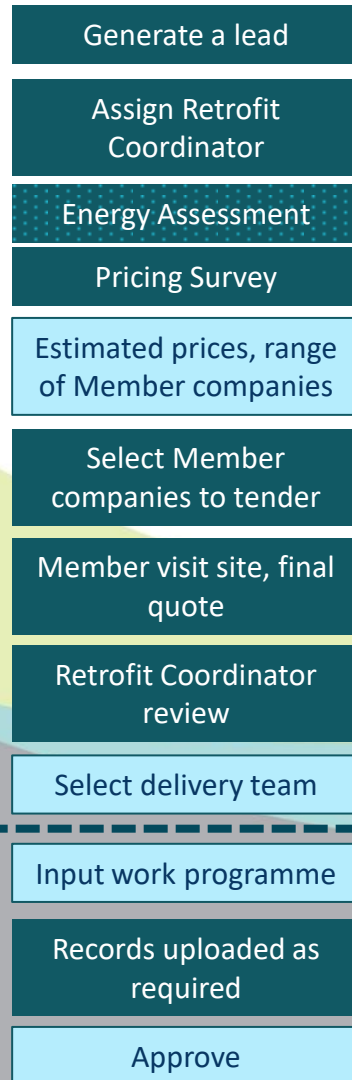 Generate a lead
Assign Retrofit
Coordinator
Energy Assessment
Pricing Survey
Estimated prices, range
of Member companies
Select Member
companies to tender
Member visit site, final
quote
Retrofit Coordinator
review
Select delivery team
Input work programme
Records uploaded as
required
Approve